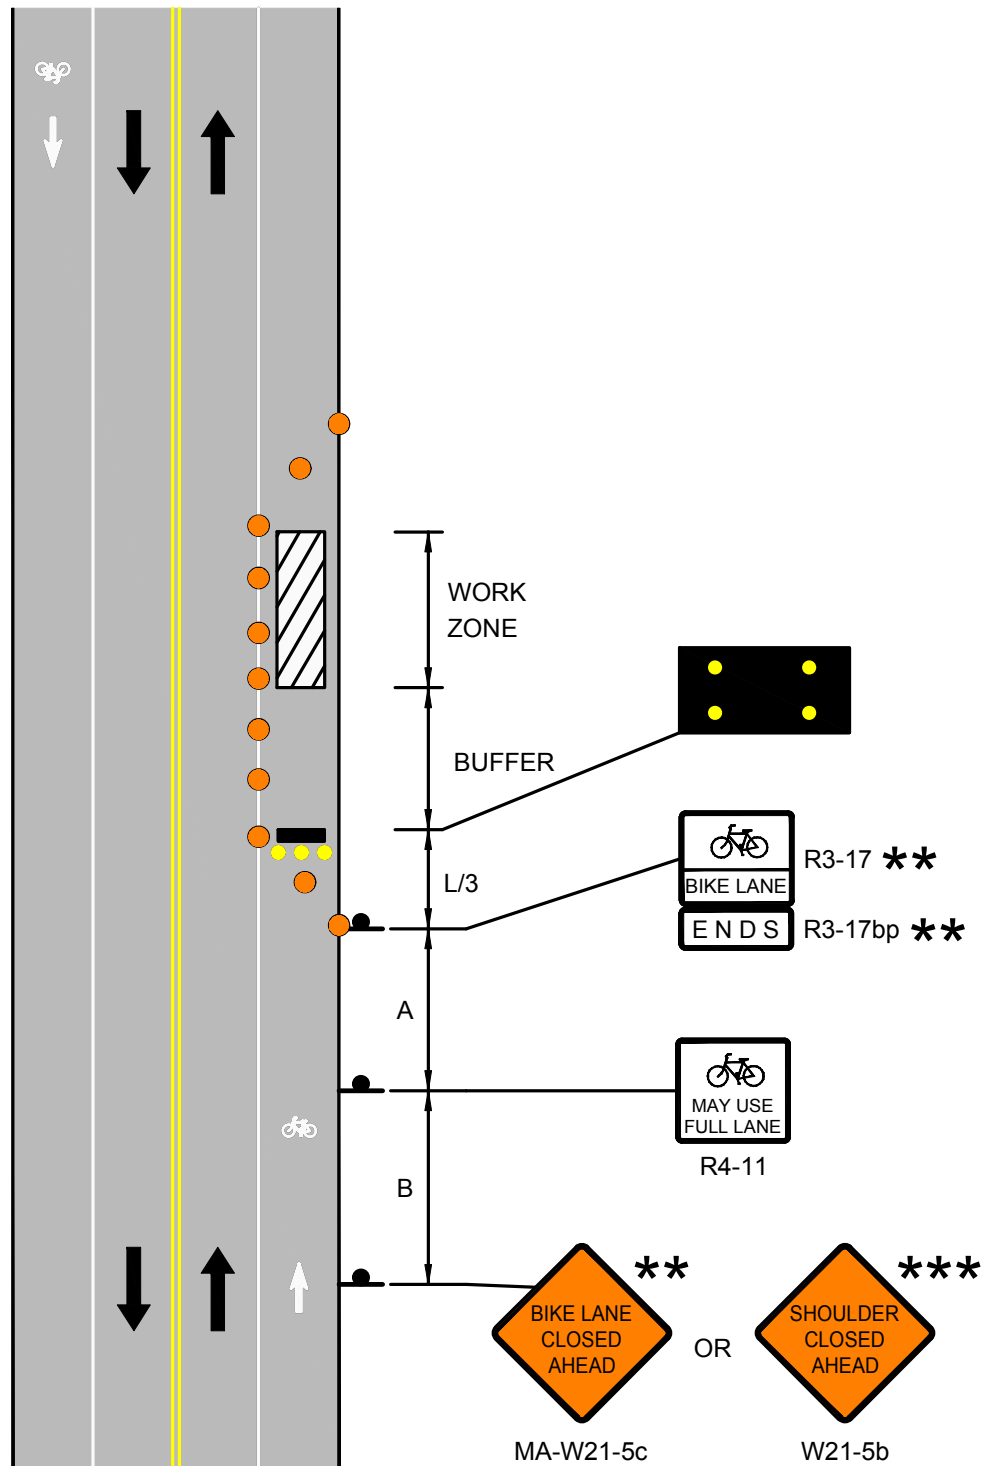 WORK
ZONE
BUFFER
BIKE LANE
R3-17 **
L/3
ENDS
R3-17bp **
A
MAY USE
FULL LANE
R4-11
B
**
***
BIKE LANE
CLOSED
AHEAD
OR
SHOULDER
CLOSED
AHEAD
MA-W21-5c
W21-5b